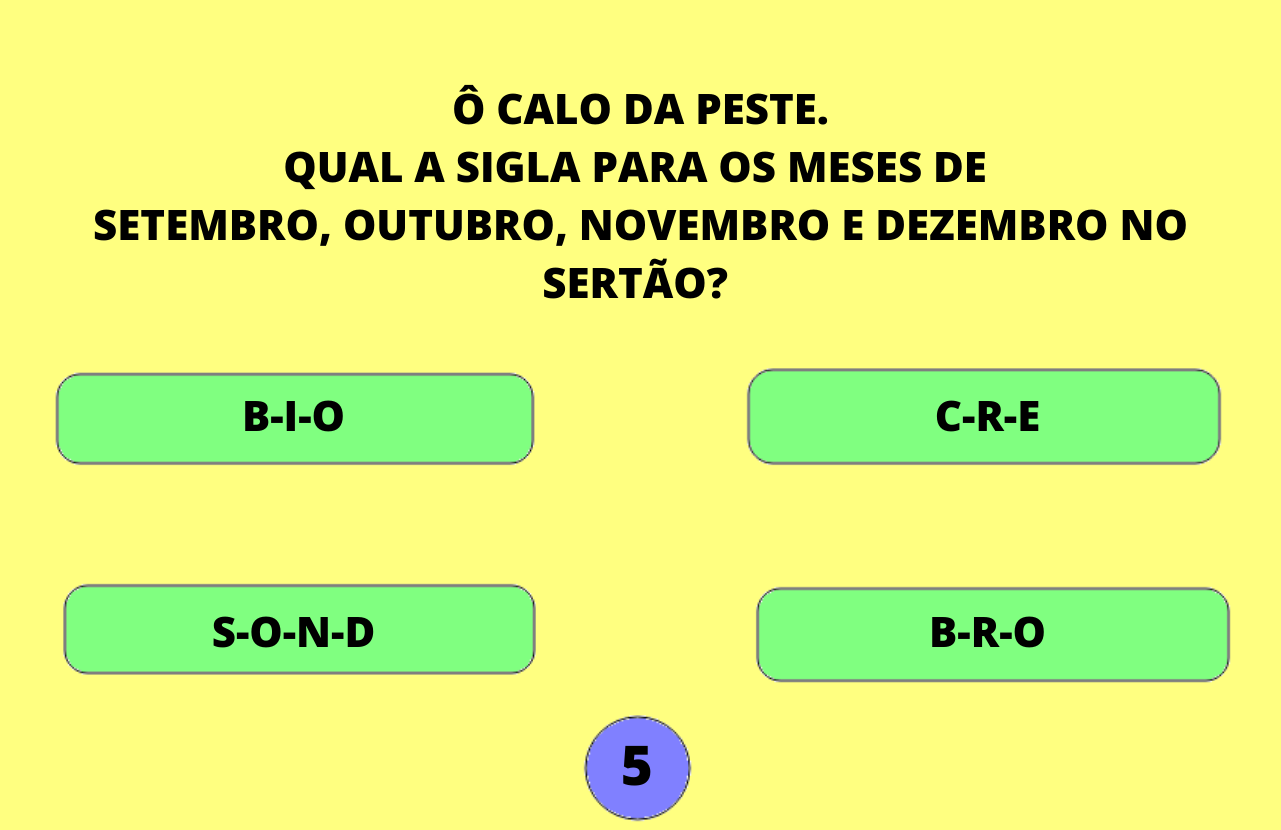 Ô CALO DA PESTE.
QUAL A SIGLA PARA OS MESES DE
SETEMBRO, OUTUBRO, NOVEMBRO E DEZEMBRO NO
SERTÃO?
B-I-O
C-R-E
S-O-N-D
B-R-O
5